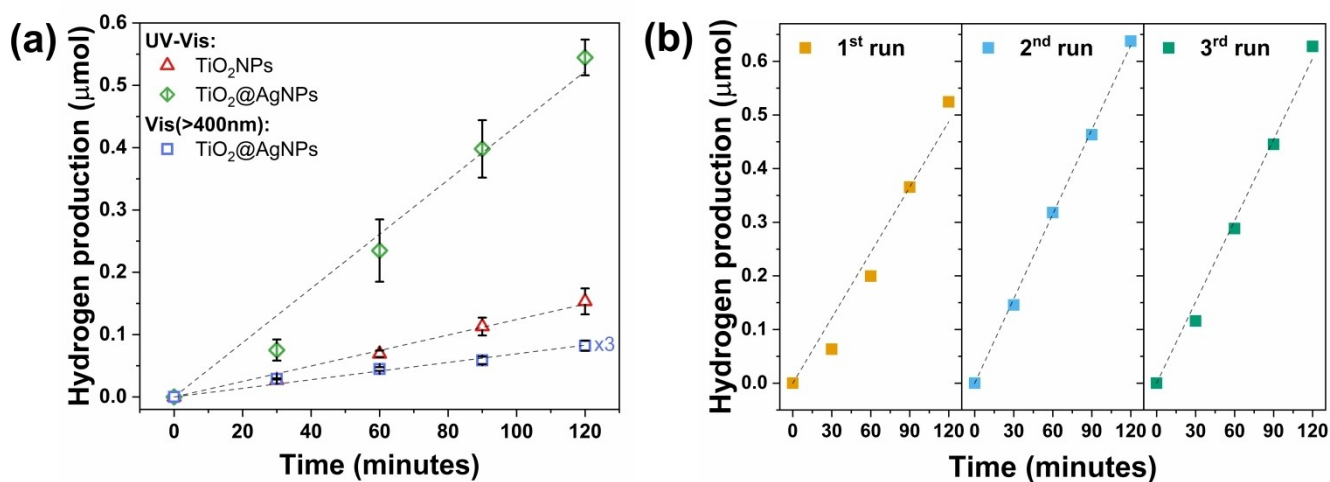 (a)
Hydrogen production (μmol)
0.6
0.5
0.4
0.3
0.2
0.1
0.0
UV-Vis:
TiO₂NPs
TiO₂@AgNPs
Vis(>400nm):
TiO₂@AgNPs
x3
0 20 40 60 80 100 120
Time (minutes)
(b)
Hydrogen production (μmol)
0.6
0.5
0.4
0.3
0.2
0.1
0.0
1st run
2nd run
3rd run
0 30 60 90 120 0 30 60 90 120 0 30 60 90 120
Time (minutes)